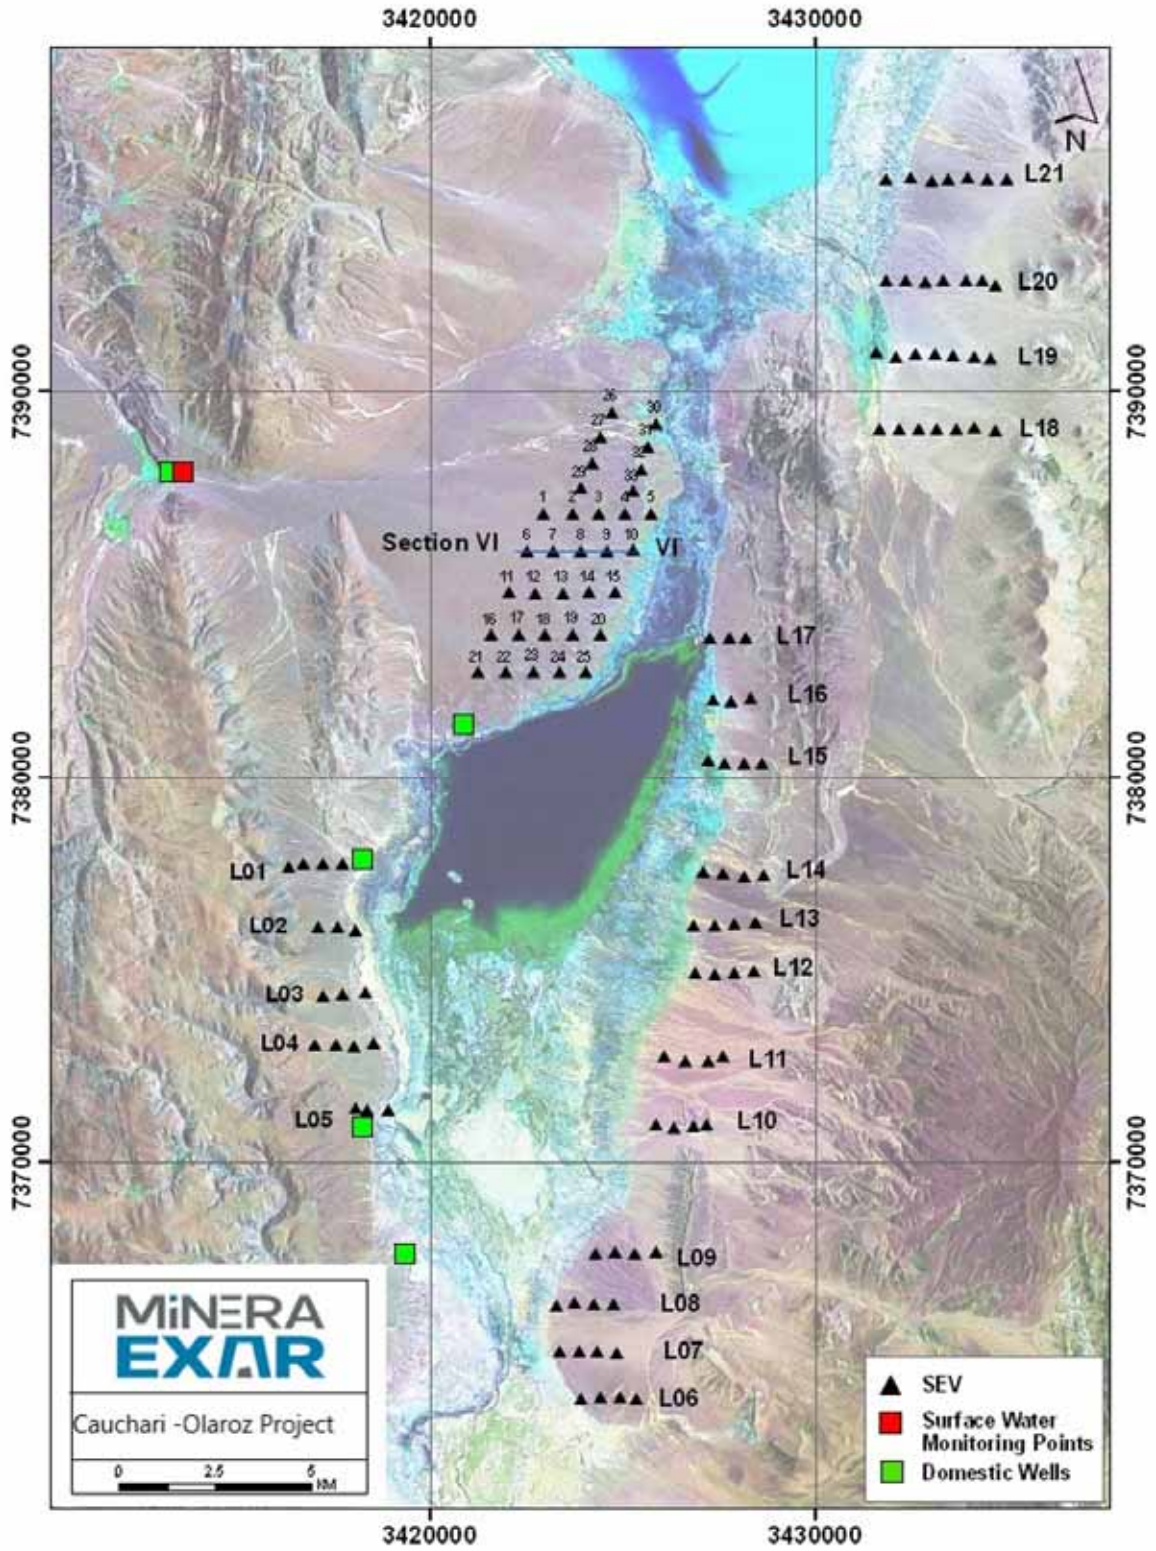 3420000 3430000
N
L21
L20
L19
7390000 7390000
26
30
27
L18
31
28
32
29
33
1 2 3 4 5
Section VI 6 7 8 9 10 VI
11 12 13 14 15
16 17 18 19 20
L17
21 22 23 24 25
L16
L15
7380000 7380000
L01 L14
L02 L13
L03 L12
L04 L11
L05 L10
7370000 7370000
L09
L08
L07
L06
MiNERA
EXAR
Cauchari -Olaroz Project
0 2.5 5
KM
SEV
Surface Water
Monitoring Points
Domestic Wells
3420000 3430000